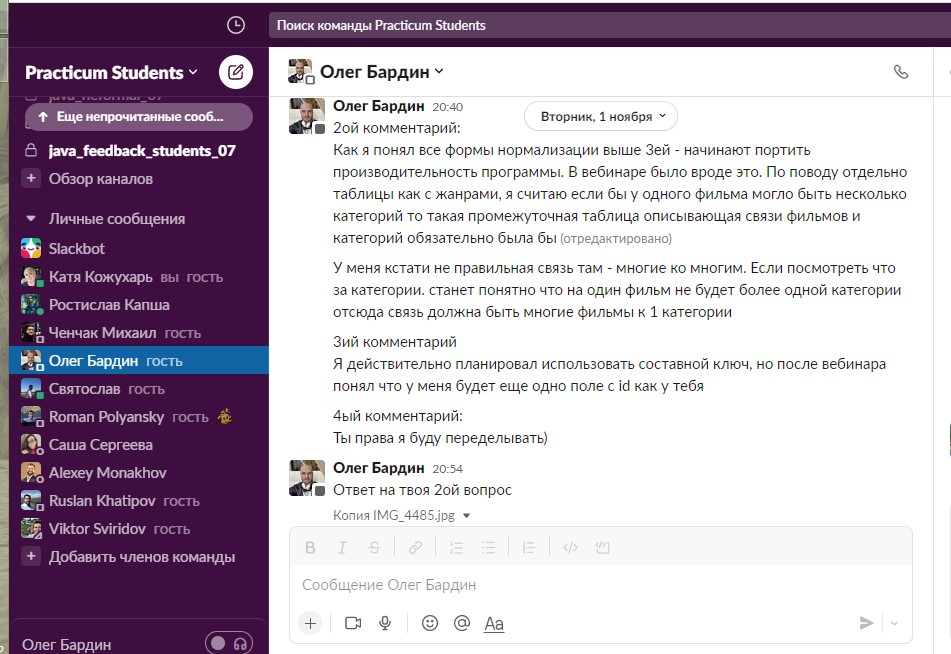 Поиск команды Practicum Students
Practicum Students
Еще непрочитанные сооб...
java_feedback_students_07
Обзор каналов
Личные сообщения
Slackbot
Катя Кожухарь вы гость
Ростислав Капша
Ченчак Михаил гость
Олег Бардин гость
Святослав гость
Roman Polyansky гость
Саша Сергеева
Alexey Monakhov
Ruslan Khatipov гость
Viktor Sviridov гость
Добавить членов команды
Олег Бардин
Олег Бардин
Вторник, 1 ноября
Олег Бардин 20:40
2ой комментарий:
Как я понял все формы нормализации выше 3ей - начинают портить
производительность программы. В вебинаре было вроде это. По поводу отдельно
таблицы как с жанрами, я считаю если бы у одного фильма могло быть несколько
категорий то такая промежуточная таблица описывающая связи фильмов и
категорий обязательно была бы (отредактировано)
У меня кстати не правильная связь там - многие ко многим. Если посмотреть что
за категории. станет понятно что на один фильм не будет более одной категории
отсюда связь должна быть многие фильмы к 1 категории
3ий комментарий
Я действительно планировал использовать составной ключ, но после вебинара
понял что у меня будет еще одно поле с id как у тебя
4ый комментарий:
Ты права я буду переделывать)
Олег Бардин 20:54
Ответ на твоя 2ой вопрос
Копия IMG_4485.jpg
B I S
Сообщение Олег Бардин
Aa